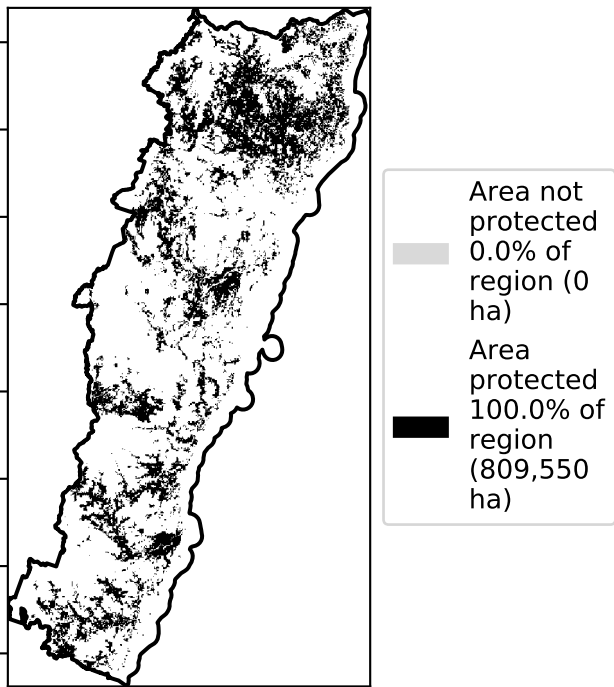 Area not
protected
0.0% of
region (0
ha)
Area
protected
100.0% of
region
(809,550
ha)